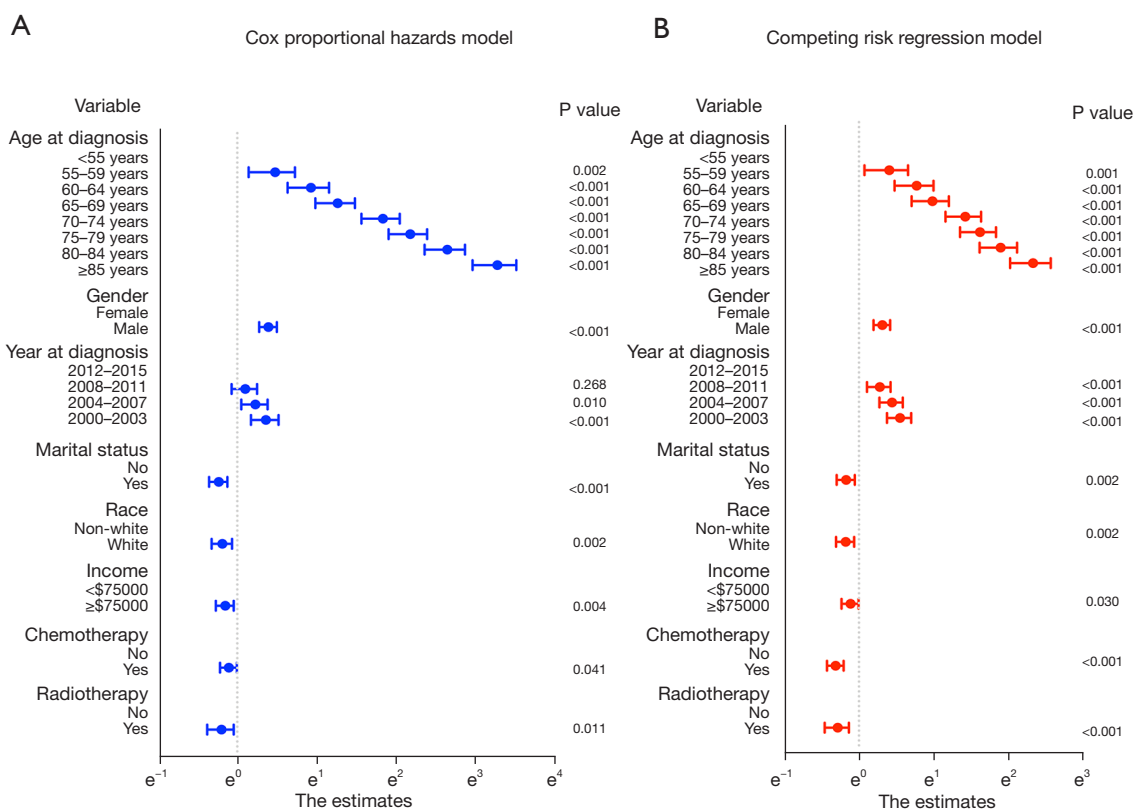 A
Cox proportional hazards model
Variable
P value
Age at diagnosis
<55 years
55–59 years
0.002
60–64 years
<0.001
65–69 years
<0.001
70–74 years
<0.001
75–79 years
<0.001
80–84 years
<0.001
≥85 years
<0.001
Gender
Female
Male
<0.001
Year at diagnosis
2012–2015
2008–2011
0.268
2004–2007
0.010
2000–2003
<0.001
Marital status
No
Yes
<0.001
Race
Non-white
White
0.002
Income
<$75000
≥$75000
0.004
Chemotherapy
No
Yes
0.041
Radiotherapy
No
Yes
0.011
e−1 e0 e1 e2 e3 e4
The estimates
B
Competing risk regression model
Variable
P value
Age at diagnosis
<55 years
55–59 years
0.001
60–64 years
<0.001
65–69 years
<0.001
70–74 years
<0.001
75–79 years
<0.001
80–84 years
<0.001
≥85 years
<0.001
Gender
Female
Male
<0.001
Year at diagnosis
2012–2015
2008–2011
<0.001
2004–2007
<0.001
2000–2003
<0.001
Marital status
No
Yes
0.002
Race
Non-white
White
0.002
Income
<$75000
≥$75000
0.030
Chemotherapy
No
Yes
<0.001
Radiotherapy
No
Yes
<0.001
e−1 e0 e1 e2 e3
The estimates